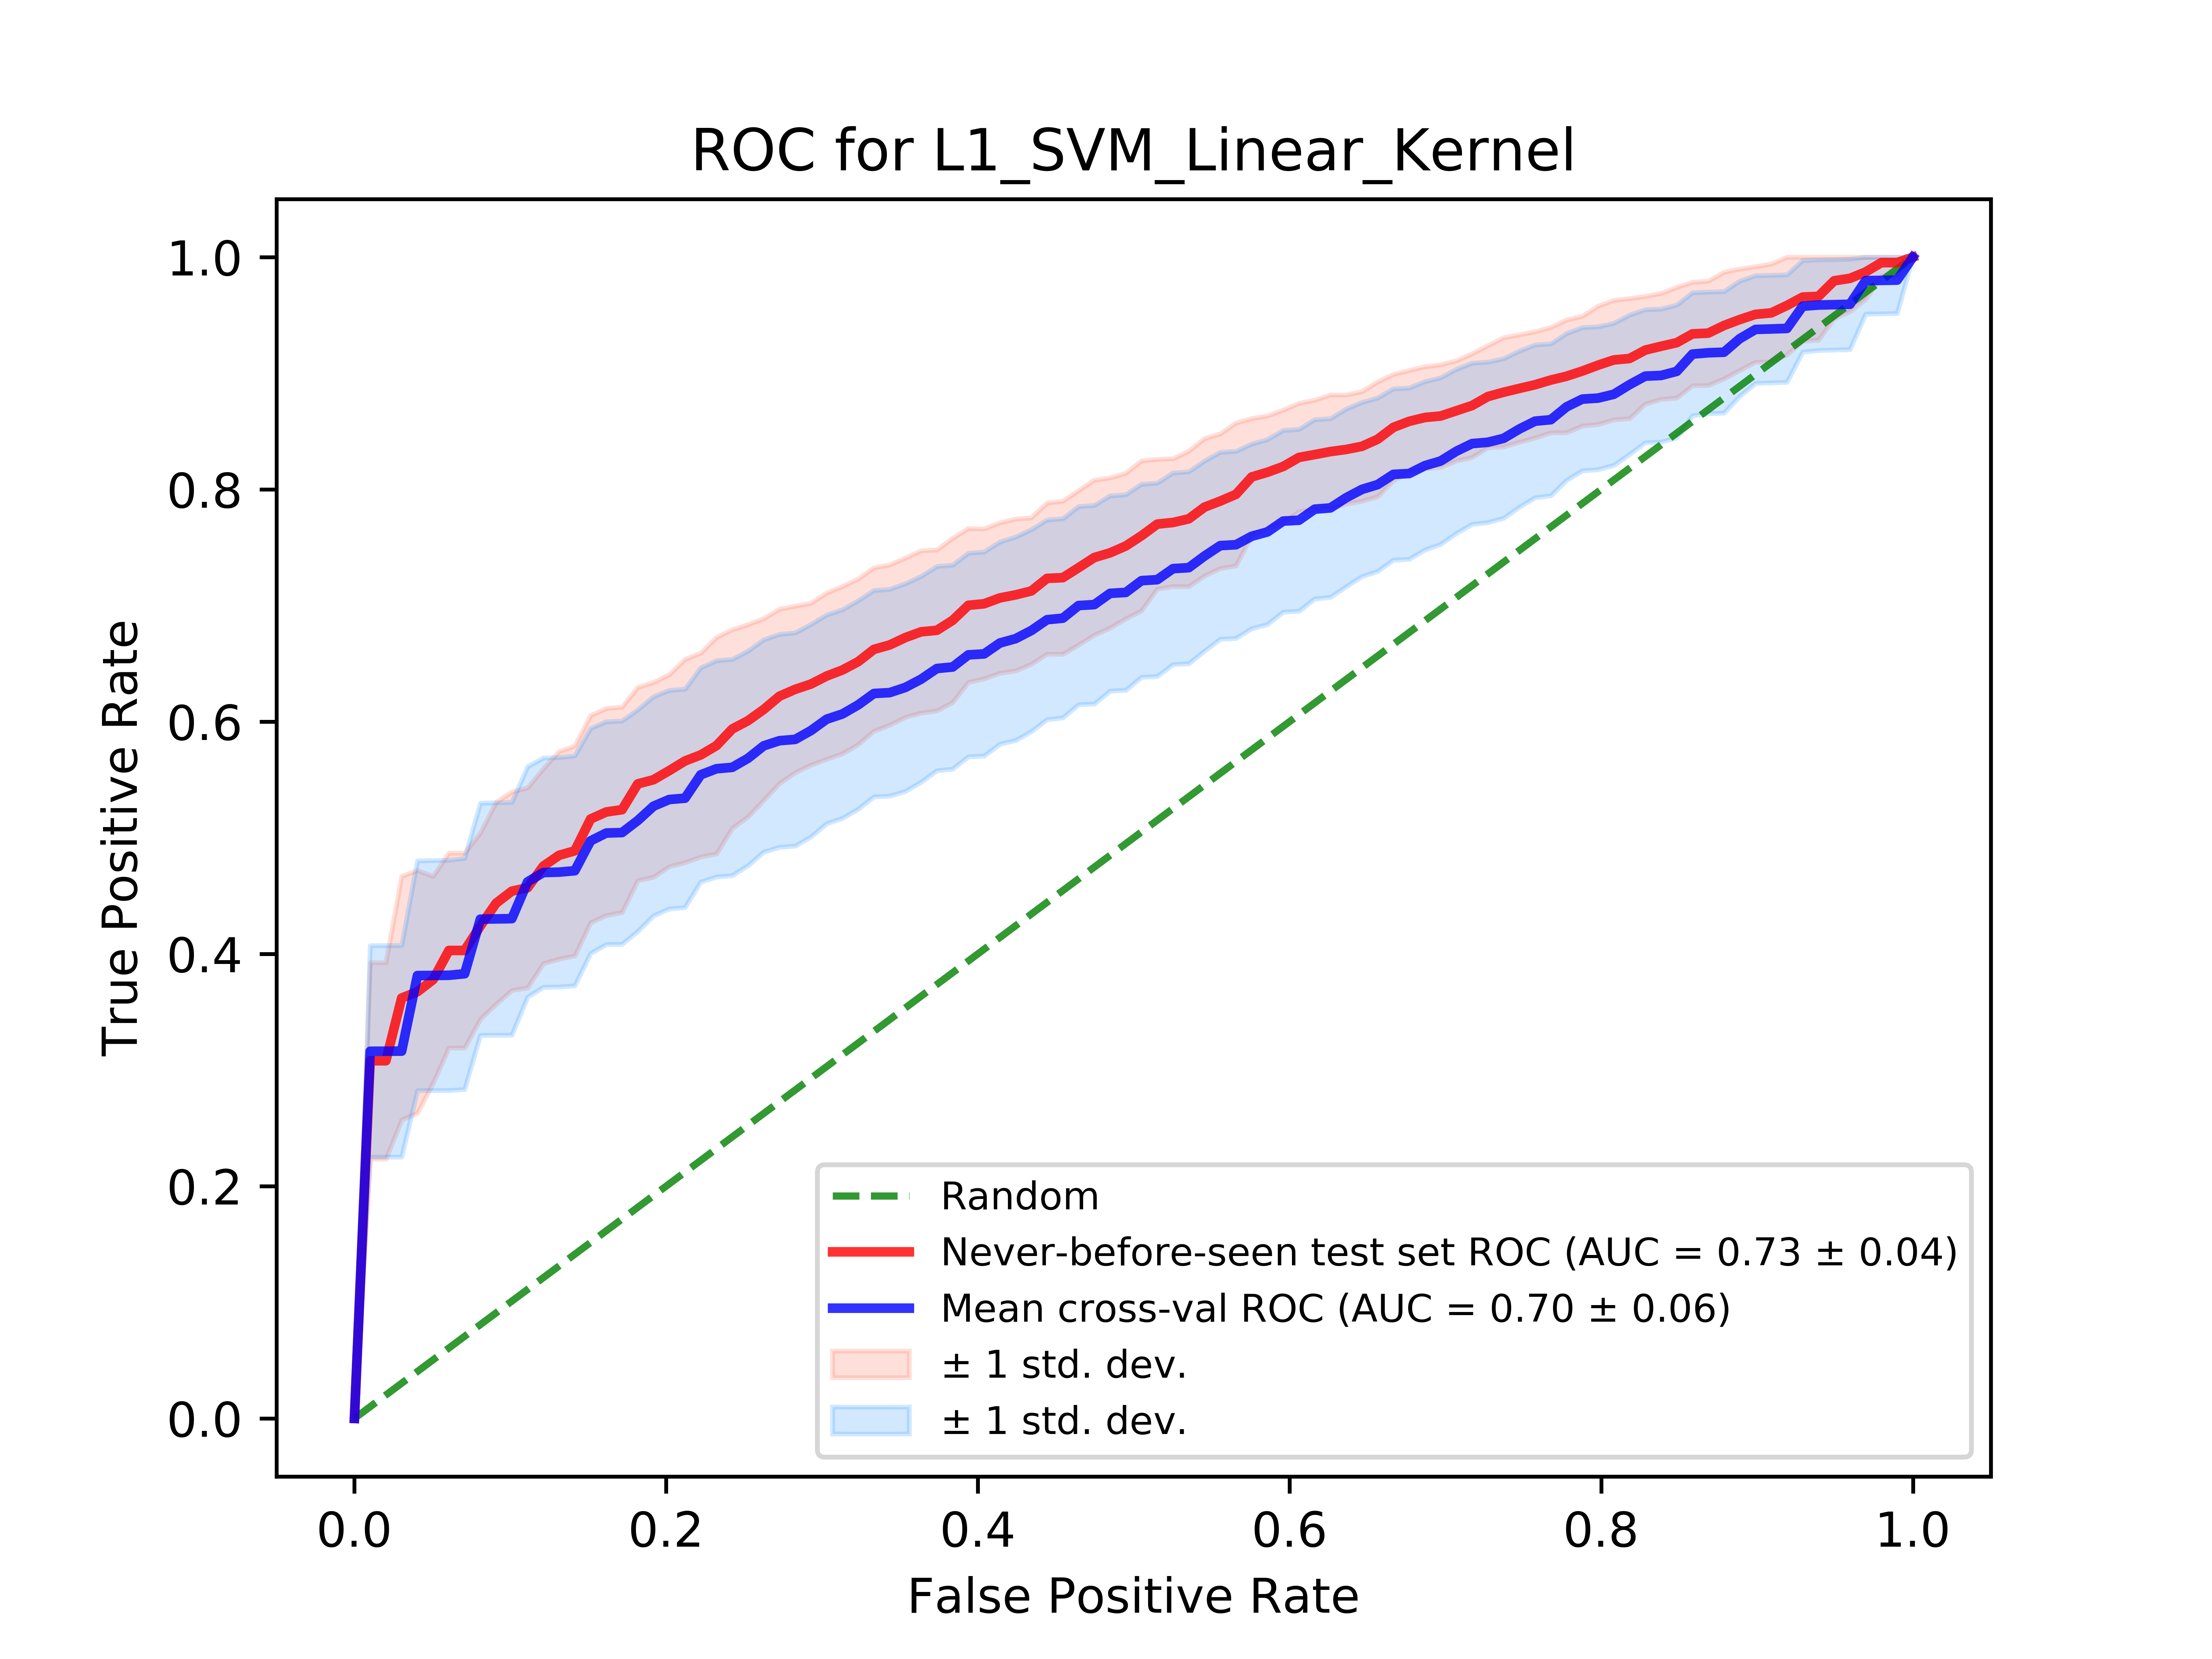 ROC for L1_SVM_Linear_Kernel
True Positive Rate
1.0
0.8
0.6
0.4
0.2
0.0
Random
Never-before-seen test set ROC (AUC = 0.73 ± 0.04)
Mean cross-val ROC (AUC = 0.70 ± 0.06)
± 1 std. dev.
± 1 std. dev.
0.0 0.2 0.4 0.6 0.8 1.0
False Positive Rate